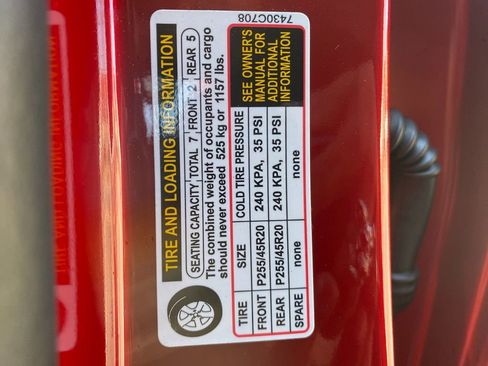 TIRE AND LOADING INFORMATION
SEATING CAPACITY TOTAL 7 FRONT 2 REAR 5
The combined weight of occupants and cargo
should never exceed 525 kg or 1157 lbs.
TIRE SIZE COLD TIRE PRESSURE
FRONT P255/45R20 240 KPA, 35 PSI
REAR P255/45R20 240 KPA, 35 PSI
SPARE none none
SEE OWNER'S
MANUAL FOR
ADDITIONAL
INFORMATION
7430C708